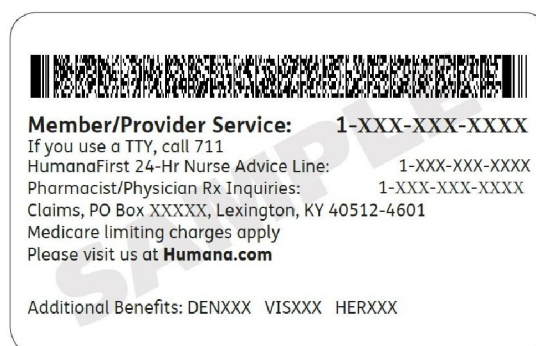 Member/Provider Service: 1-XXX-XXX-XXXX
If you use a TTY, call 711
HumanaFirst 24-Hr Nurse Advice Line: 1-XXX-XXX-XXXX
Pharmacist/Physician Rx Inquiries: 1-XXX-XXX-XXXX
Claims, PO Box XXXXX, Lexington, KY 40512-4601
Medicare limiting charges apply
Please visit us at Humana.com
SAMPLE
Additional Benefits: DENXXX VISXXX HERXXX